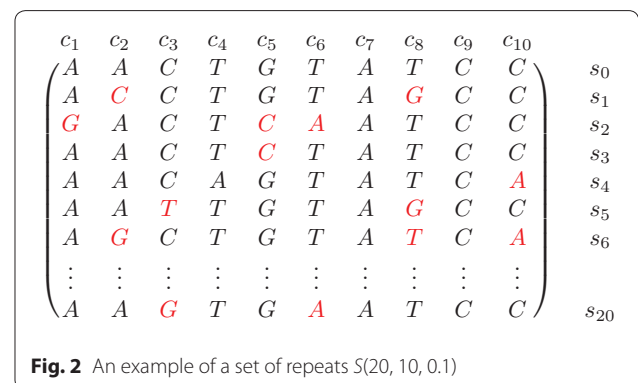 c1 c2 c3 c4 c5 c6 c7 c8 c9 c10
A A C T G T A T C C s0
A C C T G T A G C C s1
G A C T C A A T C C s2
A A C T C T A T C C s3
A A C A G T A T C A s4
A A T T G T A G C C s5
A G C T G T A T C A s6
⋮ ⋮ ⋮ ⋮ ⋮ ⋮ ⋮ ⋮ ⋮ ⋮
A A G T G A A T C C s20
Fig. 2 An example of a set of repeats S(20, 10, 0.1)